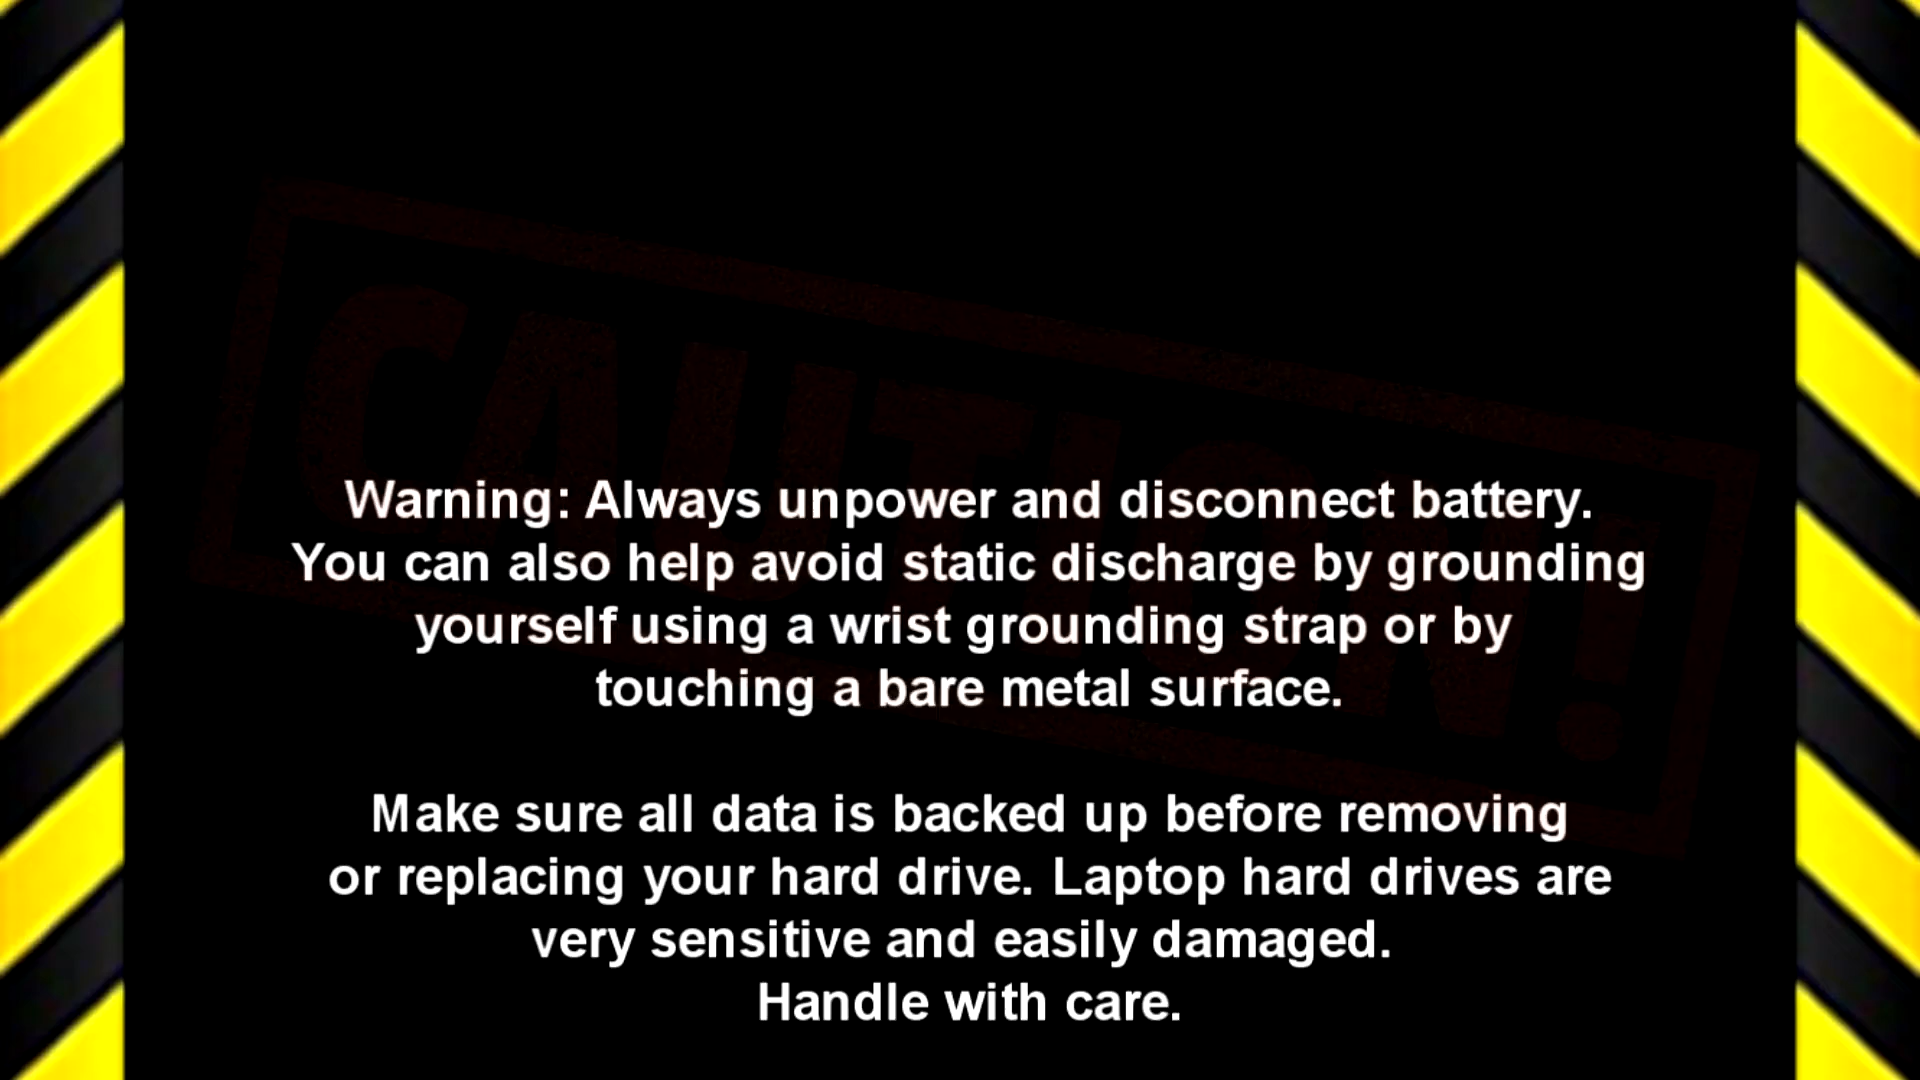 CAUTION!
Warning: Always unpower and disconnect battery.
You can also help avoid static discharge by grounding
yourself using a wrist grounding strap or by
touching a bare metal surface.
Make sure all data is backed up before removing
or replacing your hard drive. Laptop hard drives are
very sensitive and easily damaged.
Handle with care.